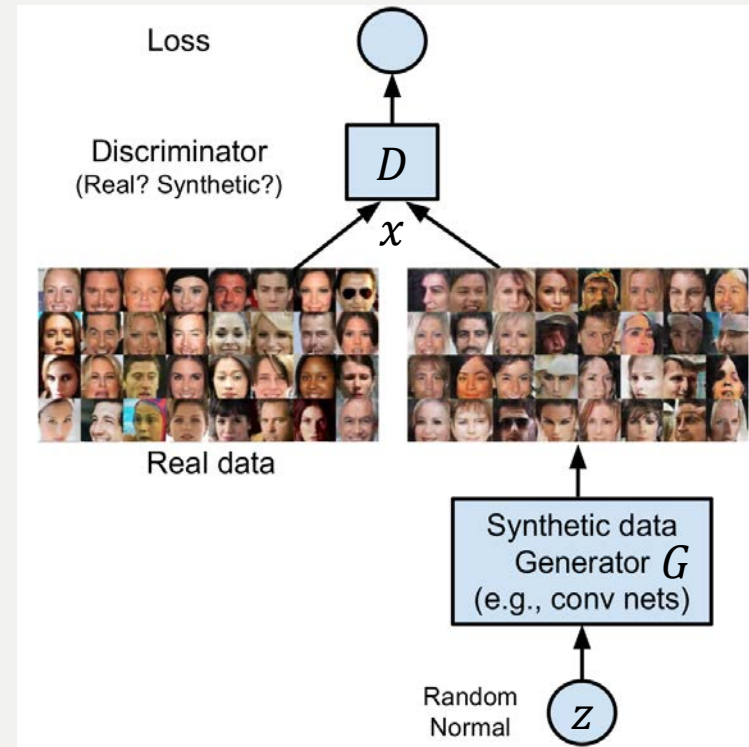 Loss
Discriminator
(Real? Synthetic?)
D
x
Real data
Synthetic data
Generator G
(e.g., conv nets)
Random
Normal
z